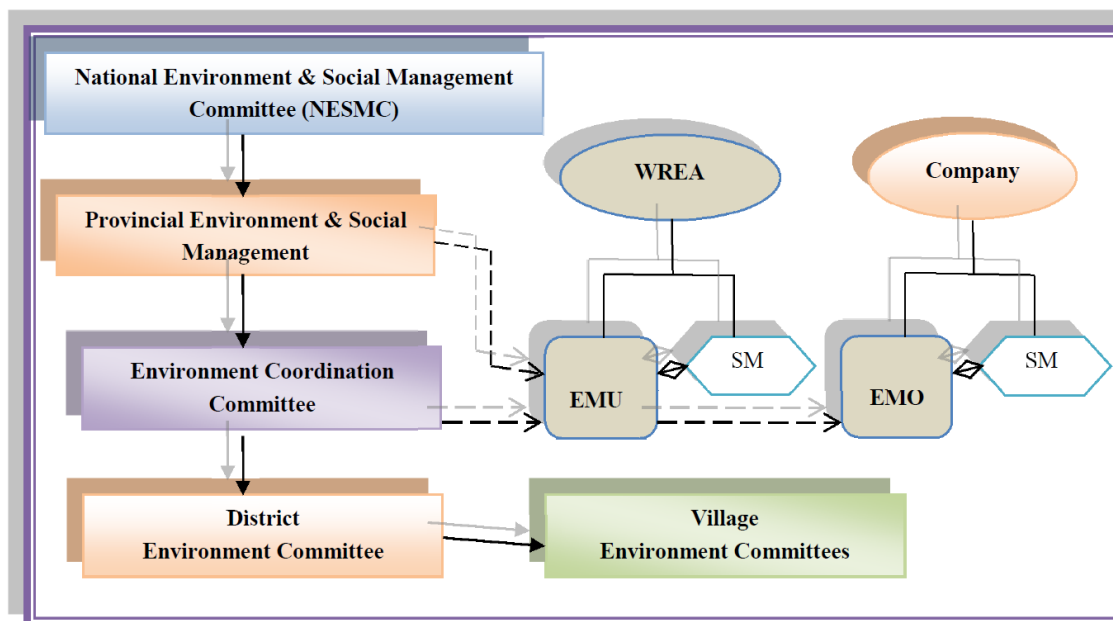 National Environment & Social Management
Committee (NESMC)
Provincial Environment & Social
Management
Environment Coordination
Committee
District
Environment Committee
WREA
EMU
SM
Company
EMO
SM
Village
Environment Committees